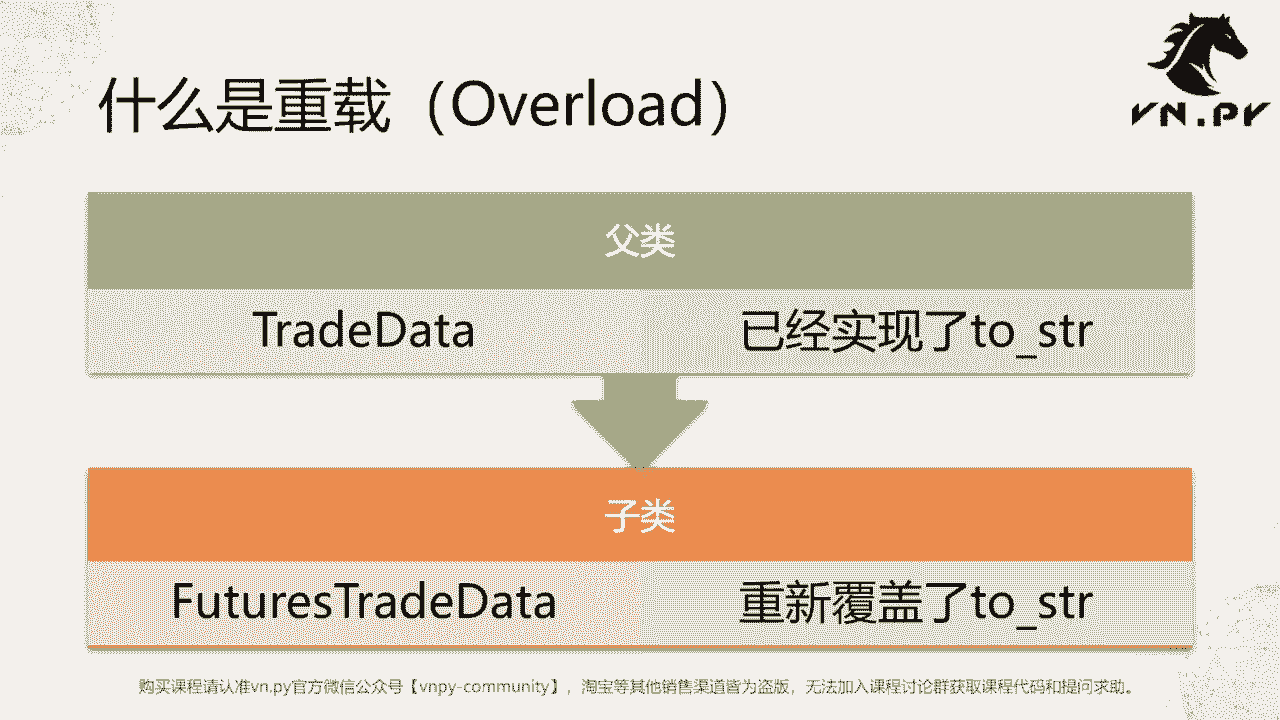 什么是重载（Overload）
VN.PY
父类
TradeData
已经实现了to_str
子类
FuturesTradeData
重新覆盖了to_str
购买课程请认准vn.py官方微信公众号【vnpy-community】，淘宝等其他销售渠道皆为盗版，无法加入课程讨论群获取课程代码和提问求助。